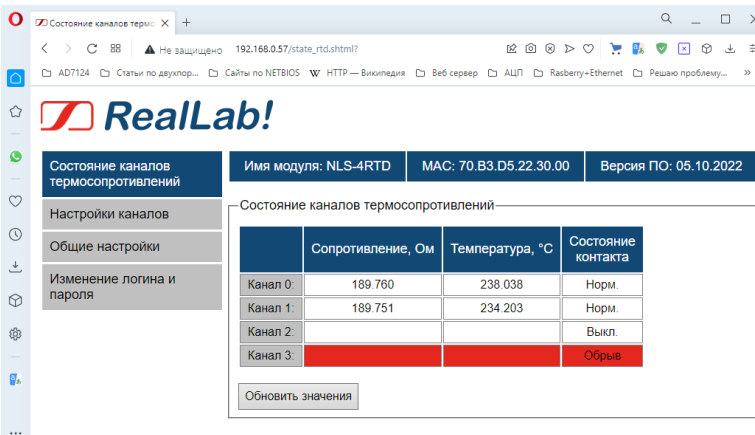 Состояние каналов термо
Не защищено 192.168.0.57/state_rtd.shtml?
AD7124 Статьи по двухпор... Сайты по NETBIOS W HTTP — Википедия Веб сервер АЦП Rasberry+Ethernet Решаю проблему... »
RealLab!
Состояние каналов
термосопротивлений
Настройки каналов
Общие настройки
Изменение логина и
пароля
Имя модуля: NLS-4RTD MAC: 70.B3.D5.22.30.00 Версия ПО: 05.10.2022
Состояние каналов термосопротивлений
Сопротивление, Ом Температура, °C Состояние контакта
Канал 0: 189.760 238.038 Норм.
Канал 1: 189.751 234.203 Норм.
Канал 2: Выкл.
Канал 3: Обрыв
Обновить значения